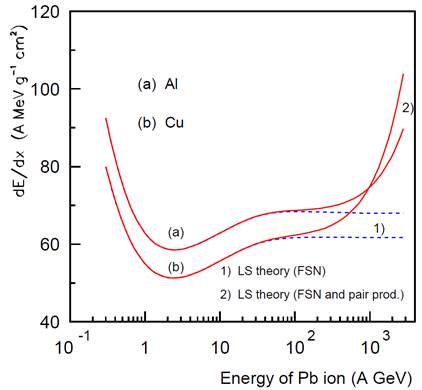 120
100
80
60
40
dE/dx (A MeV g⁻¹ cm²)
(a) Al
(b) Cu
2)
(a)
1)
(b)
1) LS theory (FSN)
2) LS theory (FSN and pair prod.)
10⁻¹ 1 10 10² 10³
Energy of Pb ion (A GeV)